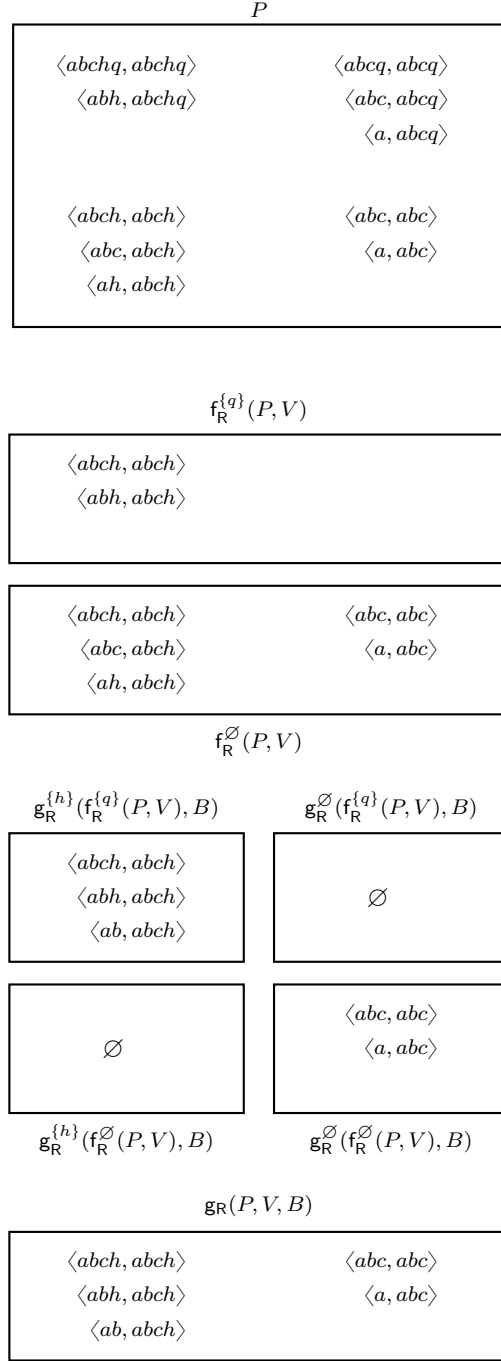 P
⟨abchq, abchq⟩ ⟨abcq, abcq⟩
⟨abh, abchq⟩ ⟨abc, abcq⟩
⟨a, abcq⟩
⟨abch, abch⟩ ⟨abc, abc⟩
⟨abc, abch⟩ ⟨a, abc⟩
⟨ah, abch⟩
f_R^{q}(P, V)
⟨abch, abch⟩
⟨abh, abch⟩
⟨abch, abch⟩ ⟨abc, abc⟩
⟨abc, abch⟩ ⟨a, abc⟩
⟨ah, abch⟩
f_R^∅(P, V)
g_R^{h}(f_R^{q}(P, V), B) g_R^∅(f_R^{q}(P, V), B)
⟨abch, abch⟩
⟨abh, abch⟩ ∅
⟨ab, abch⟩
⟨abc, abc⟩
∅ ⟨a, abc⟩
g_R^{h}(f_R^∅(P, V), B) g_R^∅(f_R^∅(P, V), B)
g_R(P, V, B)
⟨abch, abch⟩ ⟨abc, abc⟩
⟨abh, abch⟩ ⟨a, abc⟩
⟨ab, abch⟩